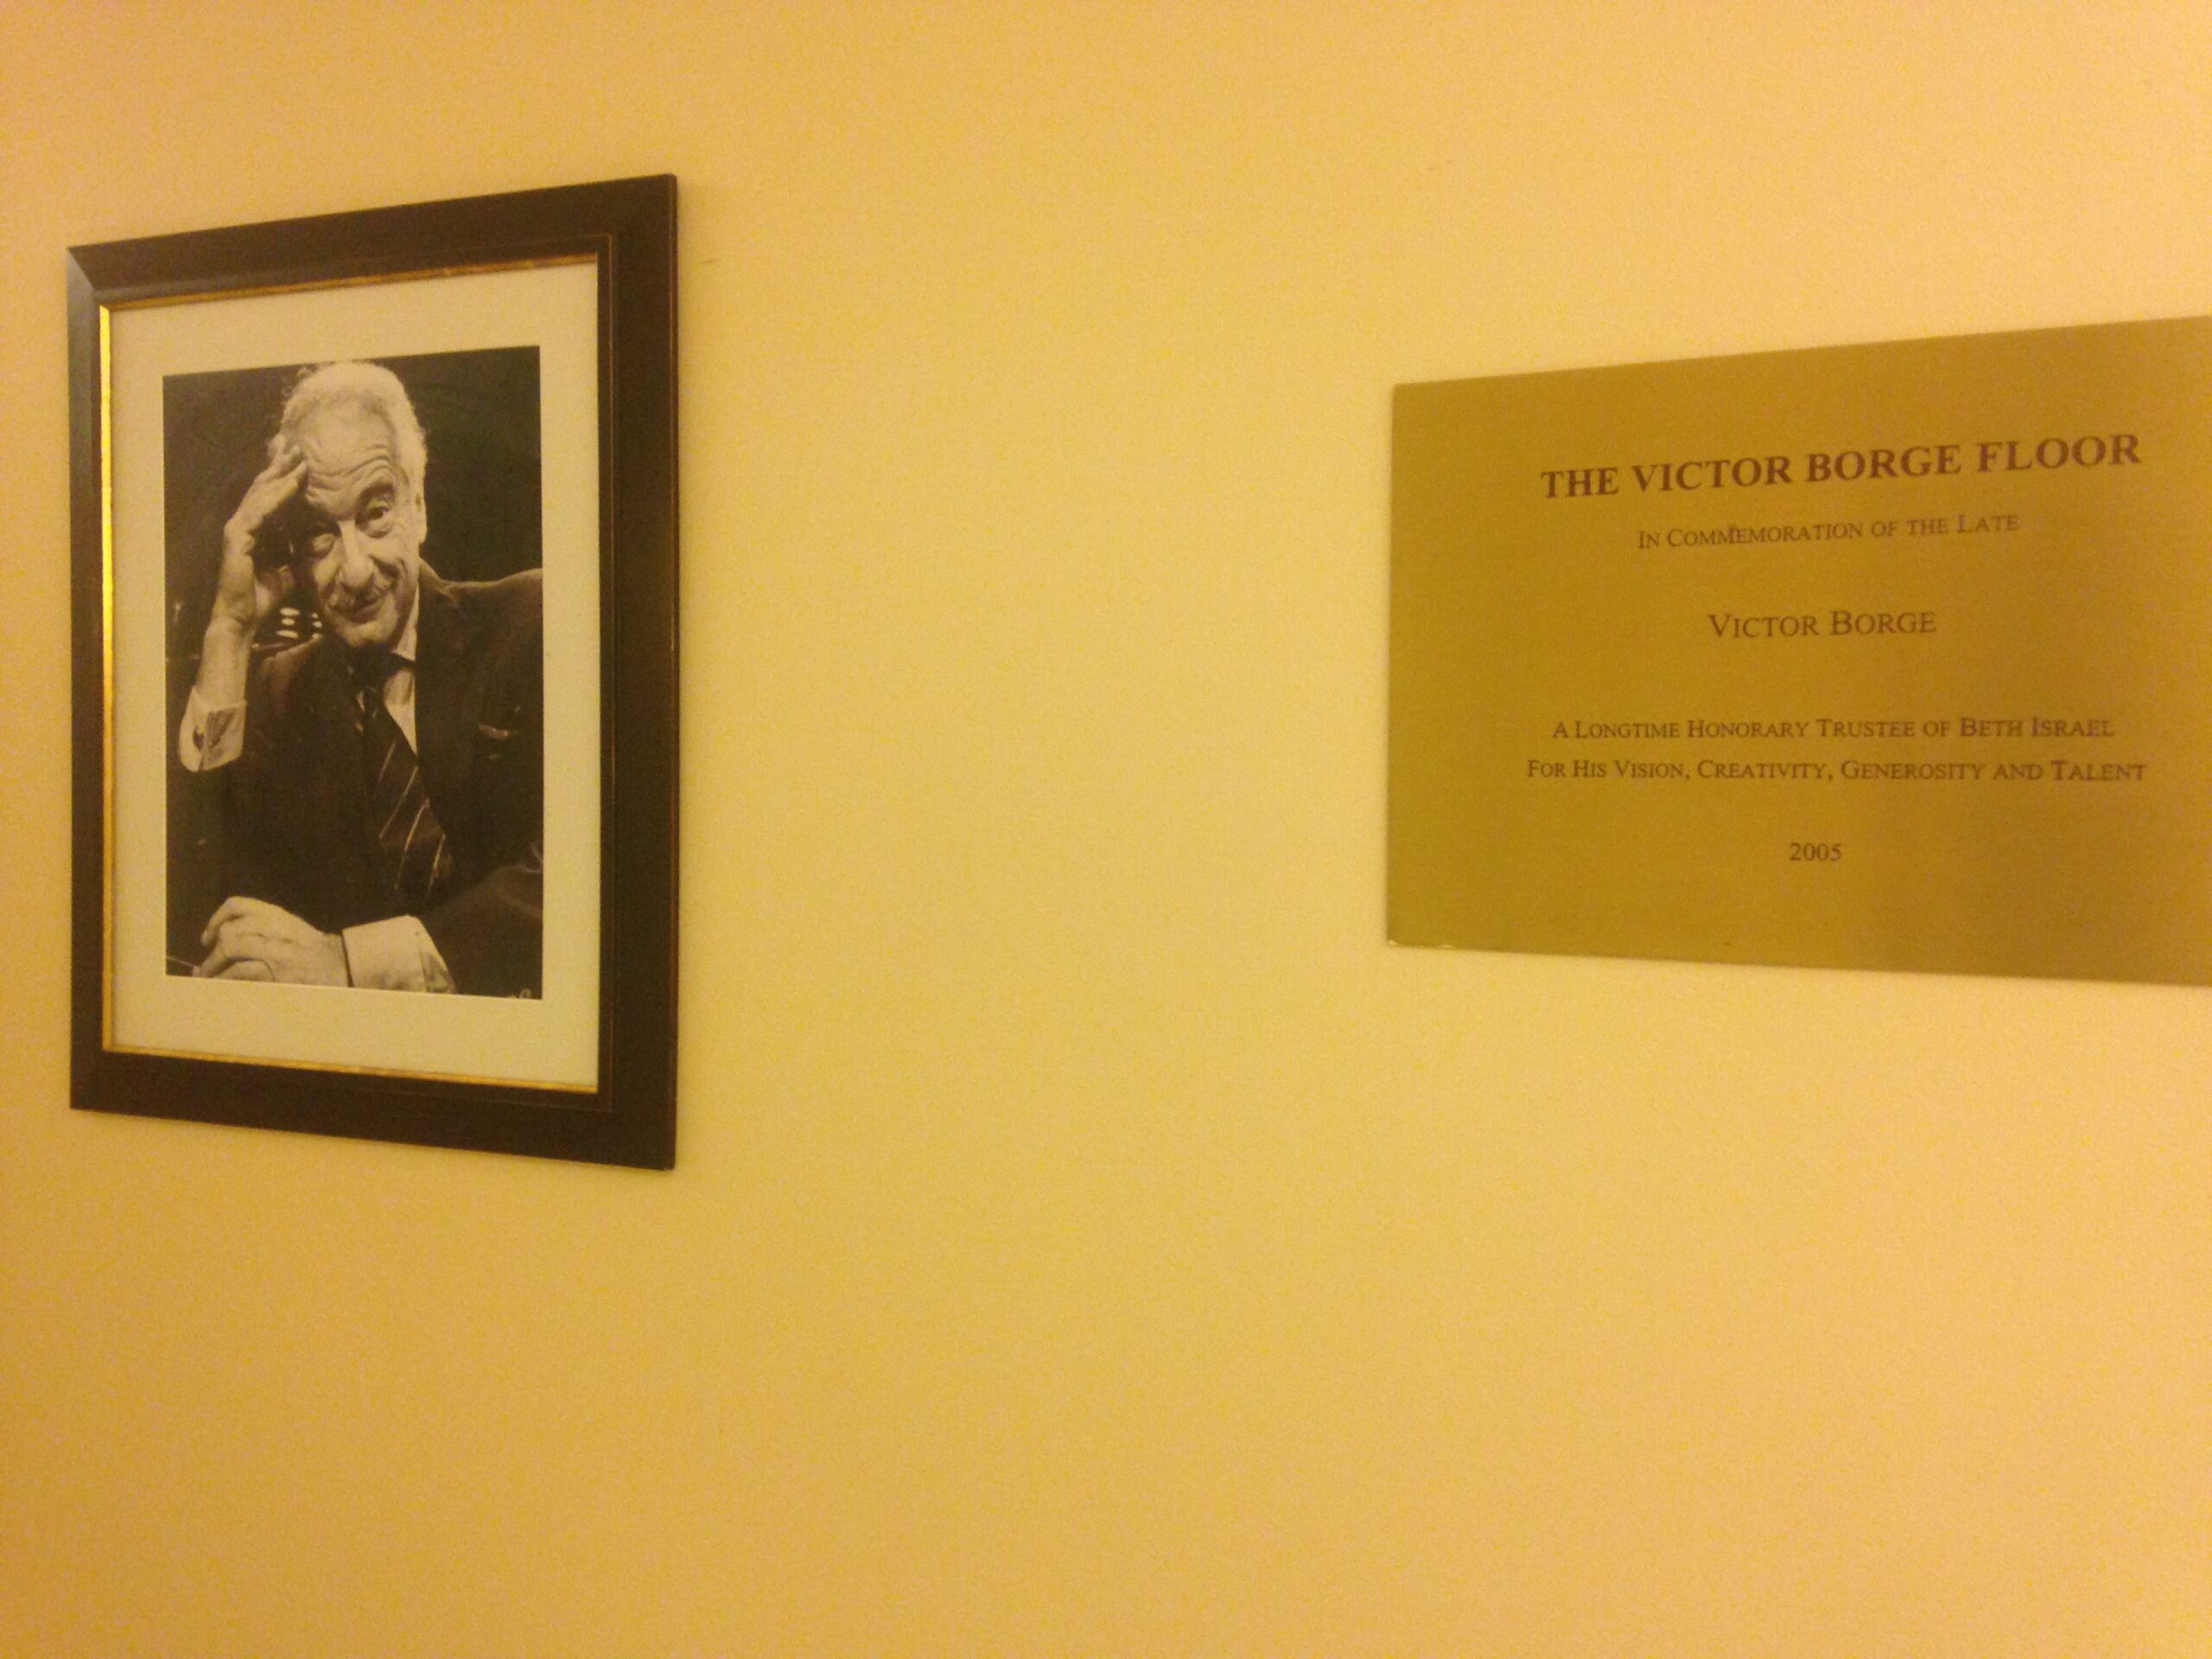 THE VICTOR BORGE FLOOR
IN COMMEMORATION OF THE LATE
VICTOR BORGE
A LONGTIME HONORARY TRUSTEE OF BETH ISRAEL
FOR HIS VISION, CREATIVITY, GENEROSITY AND TALENT
2005